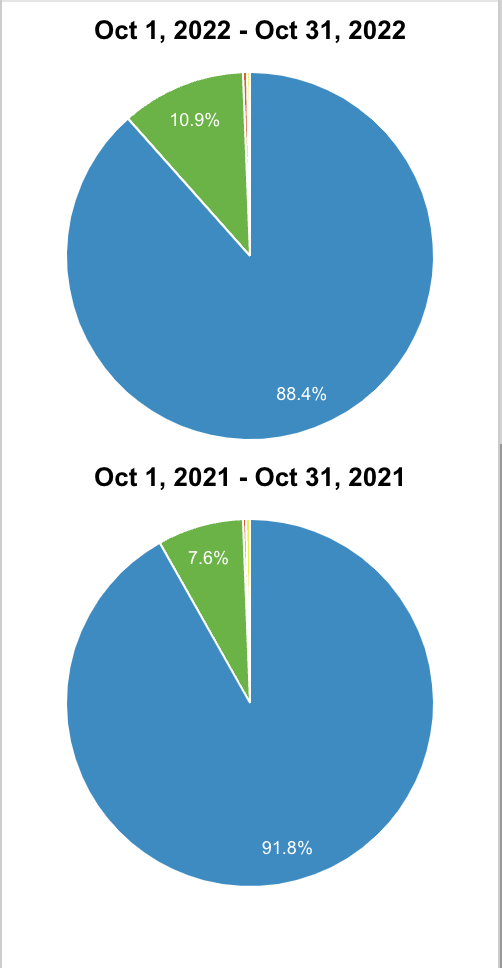 Oct 1, 2022 - Oct 31, 2022
10.9%
88.4%
Oct 1, 2021 - Oct 31, 2021
7.6%
91.8%